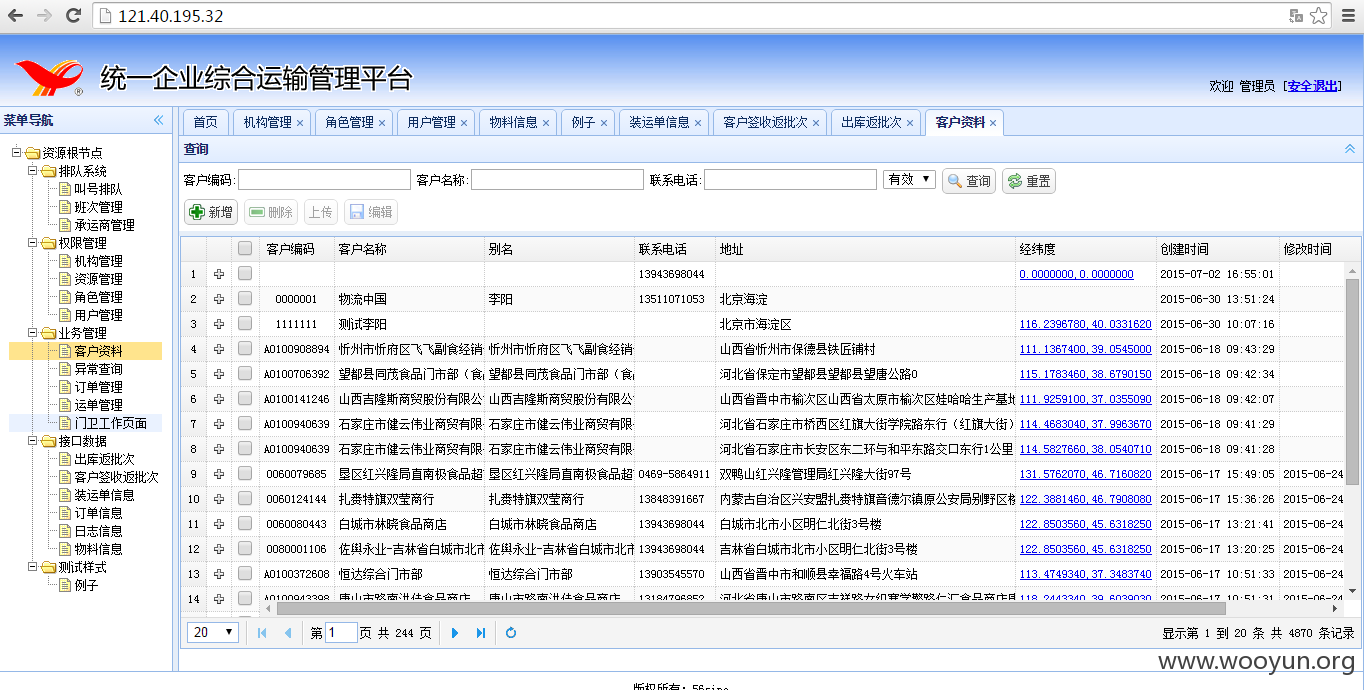 121.40.195.32
统一企业综合运输管理平台
欢迎 管理员 [安全退出]
菜单导航
首页 机构管理 × 角色管理 × 用户管理 × 物料信息 × 例子 × 装运单信息 × 客户签收返批次 × 出库返批次 × 客户资料 ×
查询
客户编码: 客户名称: 联系电话: 有效 查询 重置
新增 删除 上传 编辑
资源根节点
排队系统
叫号排队
班次管理
承运商管理
权限管理
机构管理
资源管理
角色管理
用户管理
业务管理
客户资料
异常查询
订单管理
运单管理
门卫工作页面
接口数据
出库返批次
客户签收返批次
装运单信息
订单信息
日志信息
物料信息
测试样式
例子
客户编码 客户名称 别名 联系电话 地址 经纬度 创建时间 修改时间
1 13943698044 0.0000000,0.0000000 2015-07-02 16:55:01
2 0000001 物流中国 李阳 13511071053 北京海淀 2015-06-30 13:51:24
3 1111111 测试李阳 北京市海淀区 116.2396780,40.0331620 2015-06-30 10:07:16
4 A0100908894 忻州市忻府区飞飞副食经销 忻州市忻府区飞飞副食经销 山西省忻州市保德县铁匠铺村 111.1367400,39.0545000 2015-06-18 09:43:29
5 A0100706392 望都县同茂食品门市部（食 望都县同茂食品门市部（食 河北省保定市望都县望都县望唐公路0 115.1783460,38.6790150 2015-06-18 09:42:34
6 A0100141246 山西吉隆斯商贸股份有限公 山西吉隆斯商贸股份有限公 山西省晋中市榆次区山西省太原市榆次区娃哈哈生产基地 111.9259100,37.0355090 2015-06-18 09:42:07
7 A0100940639 石家庄市健云伟业商贸有限 石家庄市健云伟业商贸有限 河北省石家庄市桥西区红旗大街学院路东行（红旗大街） 114.4683040,37.9963670 2015-06-18 09:41:29
8 A0100940639 石家庄市健云伟业商贸有限 石家庄市健云伟业商贸有限 河北省石家庄市长安区东二环与和平东路交口东行1公里 114.5827660,38.0540710 2015-06-18 09:41:28
9 0060079685 垦区红兴隆局直南极食品超 垦区红兴隆局直南极食品超 0469-5864911 双鸭山红兴隆管理局红兴隆大街97号 131.5762070,46.7160820 2015-06-17 15:49:05 2015-06-24
10 0060124144 扎赉特旗双莹商行 扎赉特旗双莹商行 13848391667 内蒙古自治区兴安盟扎赉特旗音德尔镇原公安局别野区 122.3881460,46.7908080 2015-06-17 15:36:26 2015-06-24
11 0060080443 白城市林晓食品商店 白城市林晓食品商店 13943698044 白城市北市小区明仁北街3号楼 122.8503560,45.6318250 2015-06-17 13:21:41 2015-06-24
12 0080001106 佐舆永业-吉林省白城市北市 佐舆永业-吉林省白城市北市 13943698044 吉林省白城市北市小区明仁北街3号楼 122.8503560,45.6318250 2015-06-17 13:20:25 2015-06-24
13 A0100372608 恒达综合门市部 恒达综合门市部 13903545570 山西省晋中市和顺县幸福路4号火车站 113.4749340,37.3483740 2015-06-17 10:51:33 2015-06-24
14 A0100943398 唐山市路南洪佳食品商店 唐山市路南洪佳食品商店 13184796852 118.2443340,39.6039030 2015-06-17 10:51:31 2015-06-24
20 第 1 页 共 244 页 显示第 1 到 20 条 共 4870 条记录
www.wooyun.org
版权所有: